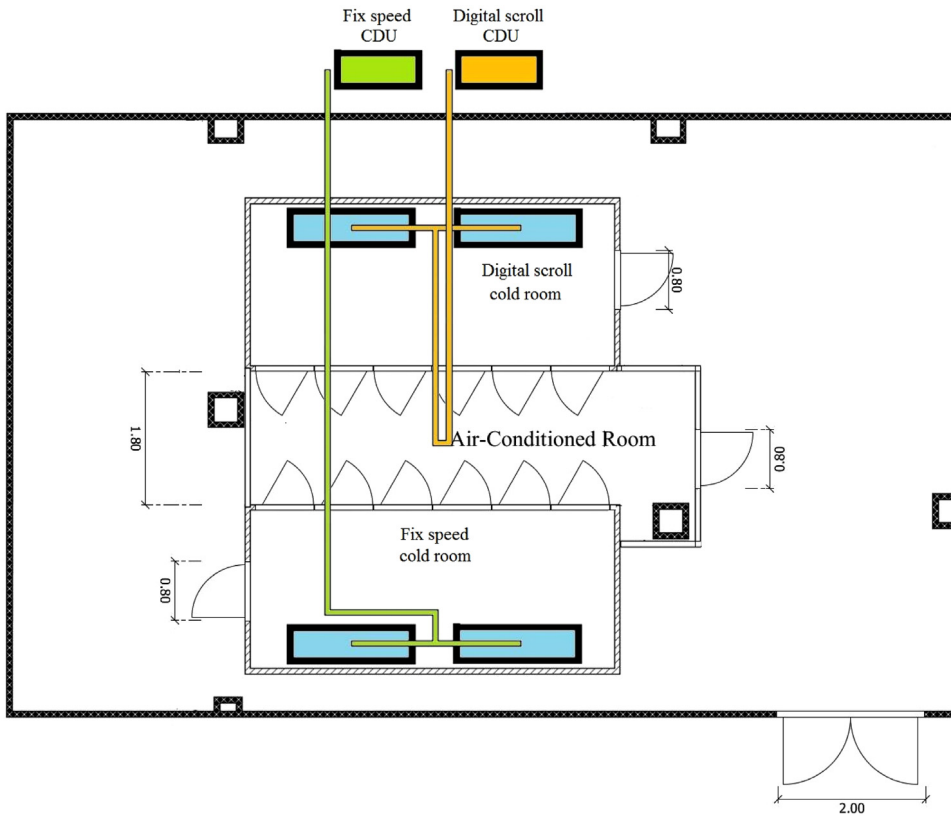 Fix speed
CDU
Digital scroll
CDU
Digital scroll
cold room
0.80
1.80
Air-Conditioned Room
0.80
Fix speed
cold room
0.80
2.00